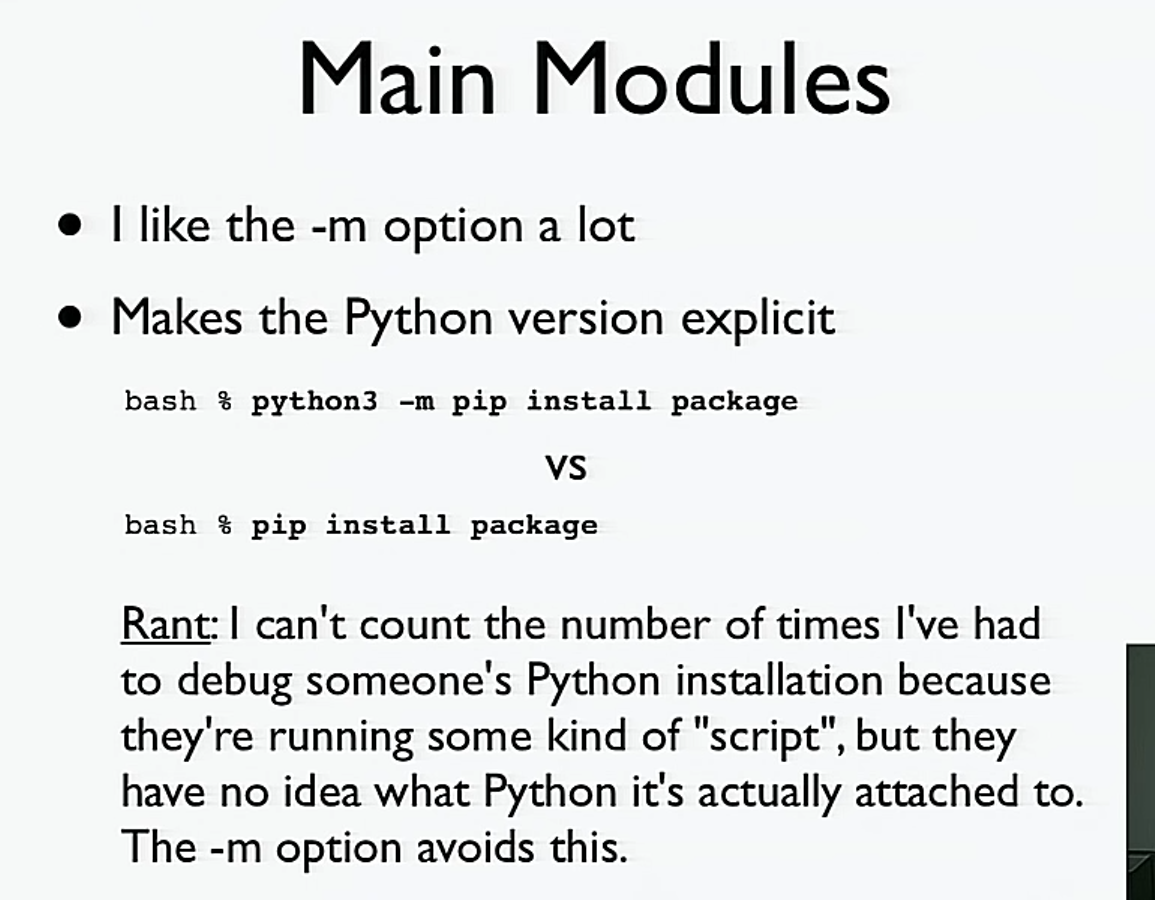 Main Modules
• I like the -m option a lot
• Makes the Python version explicit
bash % python3 -m pip install package
vs
bash % pip install package
Rant: I can't count the number of times I've had
to debug someone's Python installation because
they're running some kind of "script", but they
have no idea what Python it's actually attached to.
The -m option avoids this.